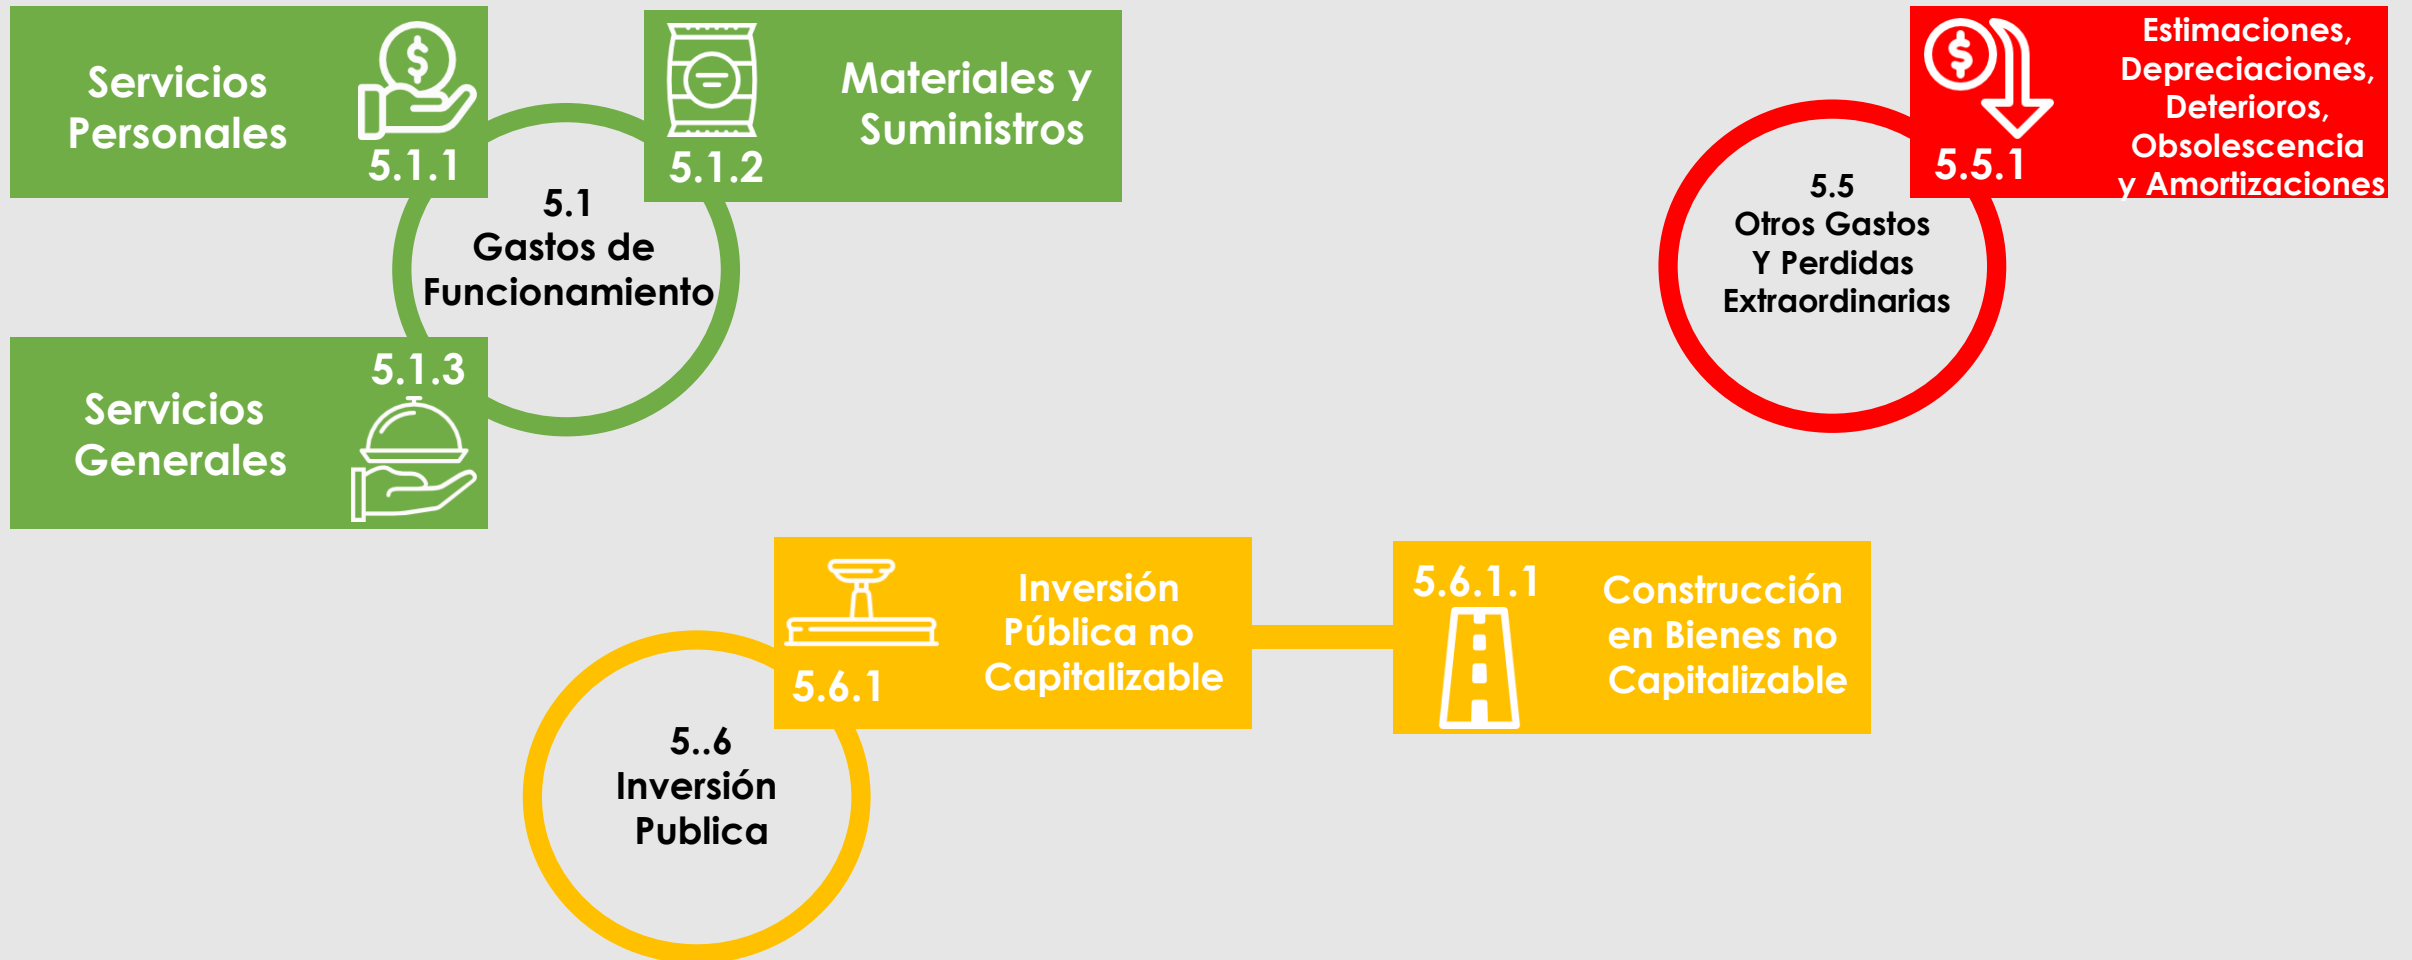 Servicios
Personales
5.1.1
5.1.2
Materiales y
Suministros
5.1
Gastos de
Funcionamiento
5.1.3
Servicios
Generales
5.5.1
Estimaciones,
Depreciaciones,
Deterioros,
Obsolescencia
y Amortizaciones
5.5
Otros Gastos
Y Perdidas
Extraordinarias
5..6
Inversión
Publica
5.6.1
Inversión
Pública no
Capitalizable
5.6.1.1
Construcción
en Bienes no
Capitalizable